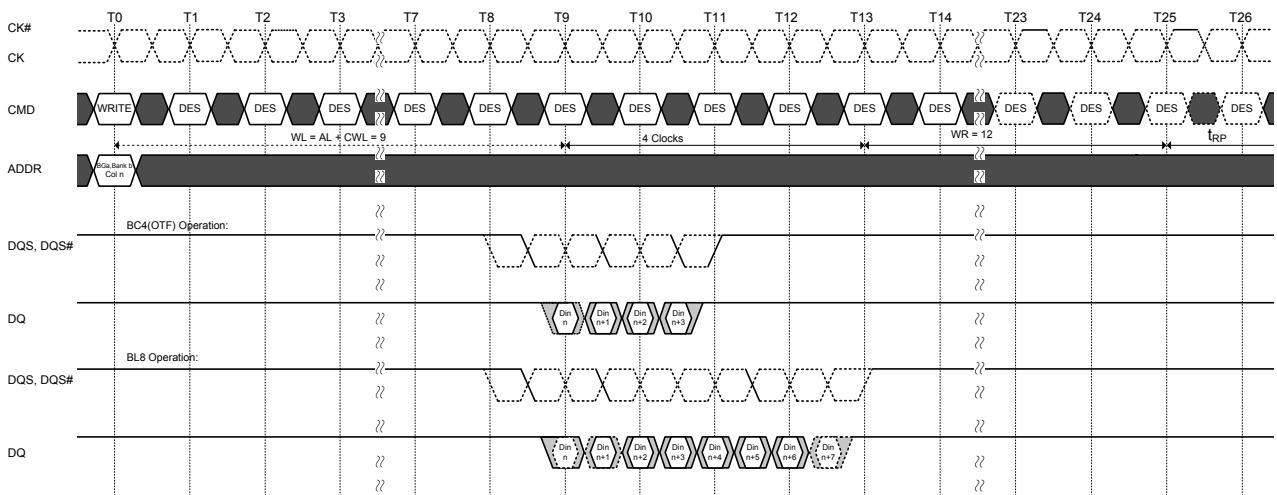 T0 T1 T2 T3 T7 T8 T9 T10 T11 T12 T13 T14 T23 T24 T25 T26
CK#
CK
CMD WRITE DES DES DES DES DES DES DES DES DES DES DES DES DES DES DES
WL = AL + CWL = 9 4 Clocks WR = 12 tRP
ADDR
BGa,Bank b
Col n
BC4(OTF) Operation:
DQS, DQS#
DQ
Din Din Din Din
n n+1 n+2 n+3
BL8 Operation:
DQS, DQS#
DQ
Din Din Din Din Din Din Din Din
n n+1 n+2 n+3 n+4 n+5 n+6 n+7